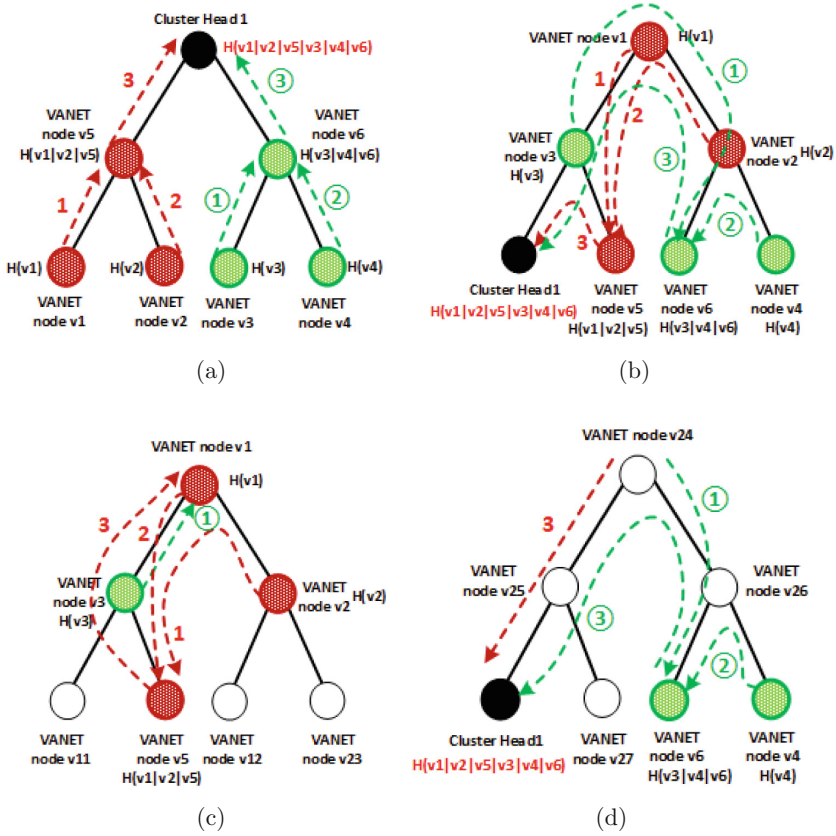 Cluster Head 1
H(v1|v2|v5|v3|v4|v6)
3
③
VANET
node v5
H(v1|v2|v5)
VANET
node v6
H(v3|v4|v6)
1
2
①
②
H(v1)
H(v2)
H(v3)
H(v4)
VANET
node v1
VANET
node v2
VANET
node v3
VANET
node v4
(a)
VANET node v1
H(v1)
①
1
2
VANET
node v3
H(v3)
③
VANET
node v2
H(v2)
②
3
Cluster Head1
H(v1|v2|v5|v3|v4|v6)
VANET
node v5
H(v1|v2|v5)
VANET
node v6
H(v3|v4|v6)
VANET
node v4
H(v4)
(b)
VANET node v1
H(v1)
3
2
①
VANET
node v3
H(v3)
VANET
node v2
H(v2)
1
VANET
node v11
VANET
node v5
H(v1|v2|v5)
VANET
node v12
VANET
node v23
(c)
VANET node v24
3
①
VANET
node v25
VANET
node v26
③
②
Cluster Head1
H(v1|v2|v5|v3|v4|v6)
VANET
node v27
VANET
node v6
H(v3|v4|v6)
VANET
node v4
H(v4)
(d)